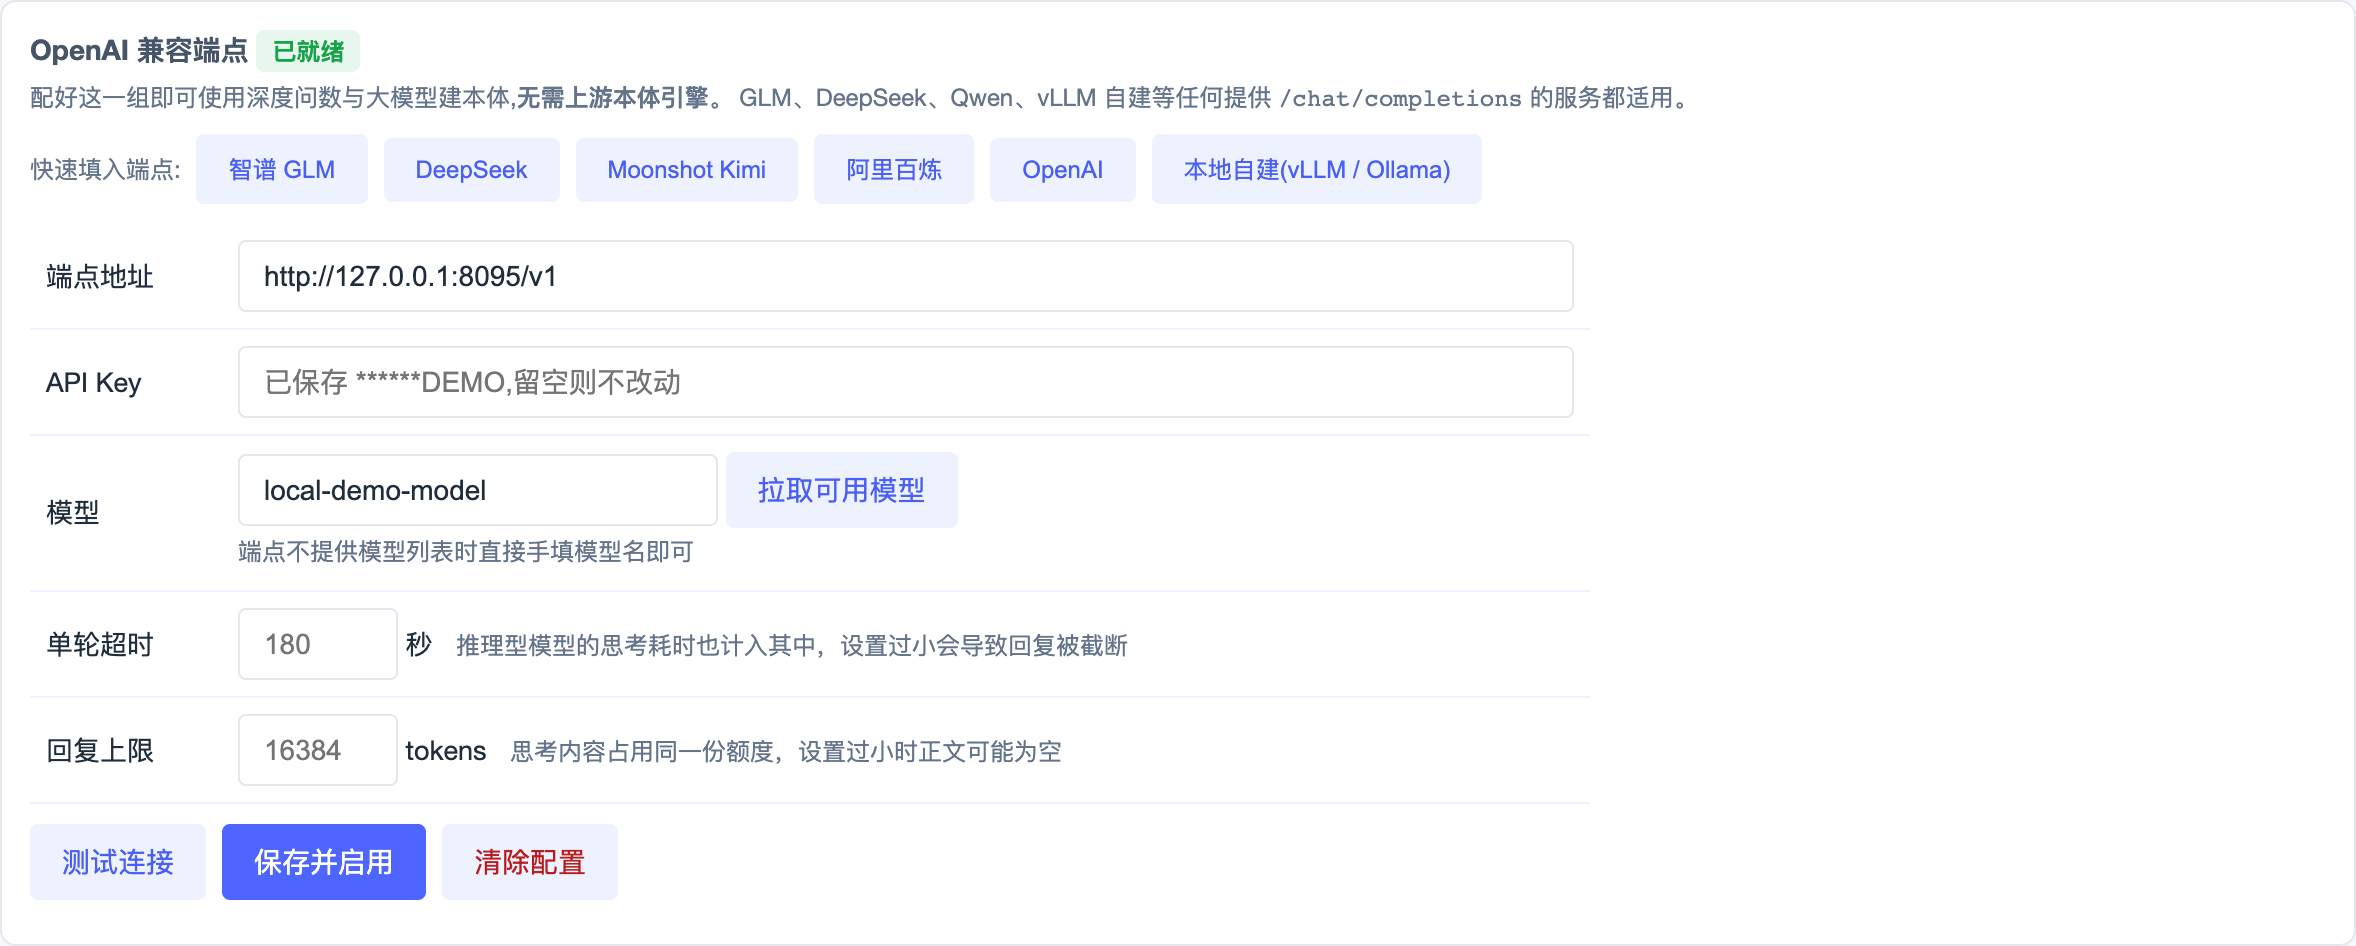 OpenAI 兼容端点 已就绪
配好这一组即可使用深度问数与大模型建本体,无需上游本体引擎。 GLM、DeepSeek、Qwen、vLLM 自建等任何提供 /chat/completions 的服务都适用。
快速填入端点: 智谱 GLM DeepSeek Moonshot Kimi 阿里百炼 OpenAI 本地自建(vLLM / Ollama)
端点地址 http://127.0.0.1:8095/v1
API Key 已保存 ******DEMO,留空则不改动
模型 local-demo-model 拉取可用模型
端点不提供模型列表时直接手填模型名即可
单轮超时 180 秒 推理型模型的思考耗时也计入其中，设置过小会导致回复被截断
回复上限 16384 tokens 思考内容占用同一份额度，设置过小时正文可能为空
测试连接 保存并启用 清除配置